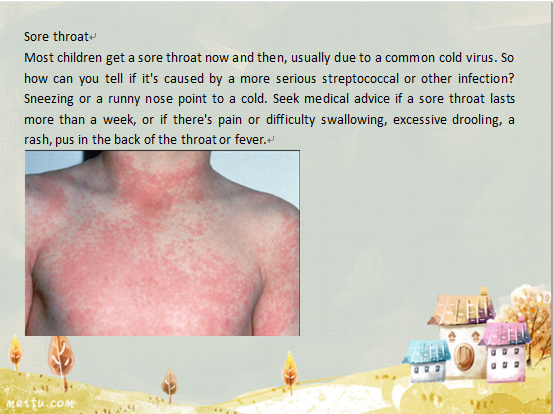 Sore throat
Most children get a sore throat now and then, usually due to a common cold virus. So
how can you tell if it's caused by a more serious streptococcal or other infection?
Sneezing or a runny nose point to a cold. Seek medical advice if a sore throat lasts
more than a week, or if there's pain or difficulty swallowing, excessive drooling, a
rash, pus in the back of the throat or fever.
meitu.com